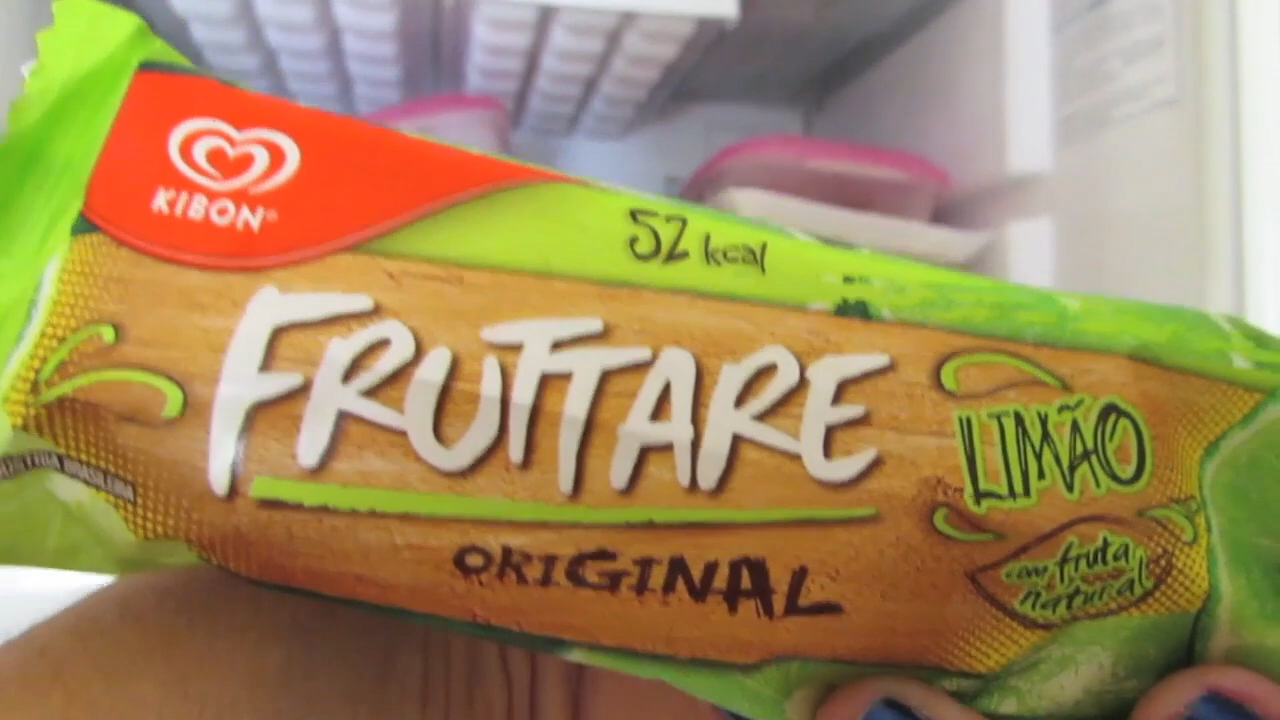 KIBON®
52 kcal
FRUTTARE
LIMÃO
ORIGINAL
com fruta
natural